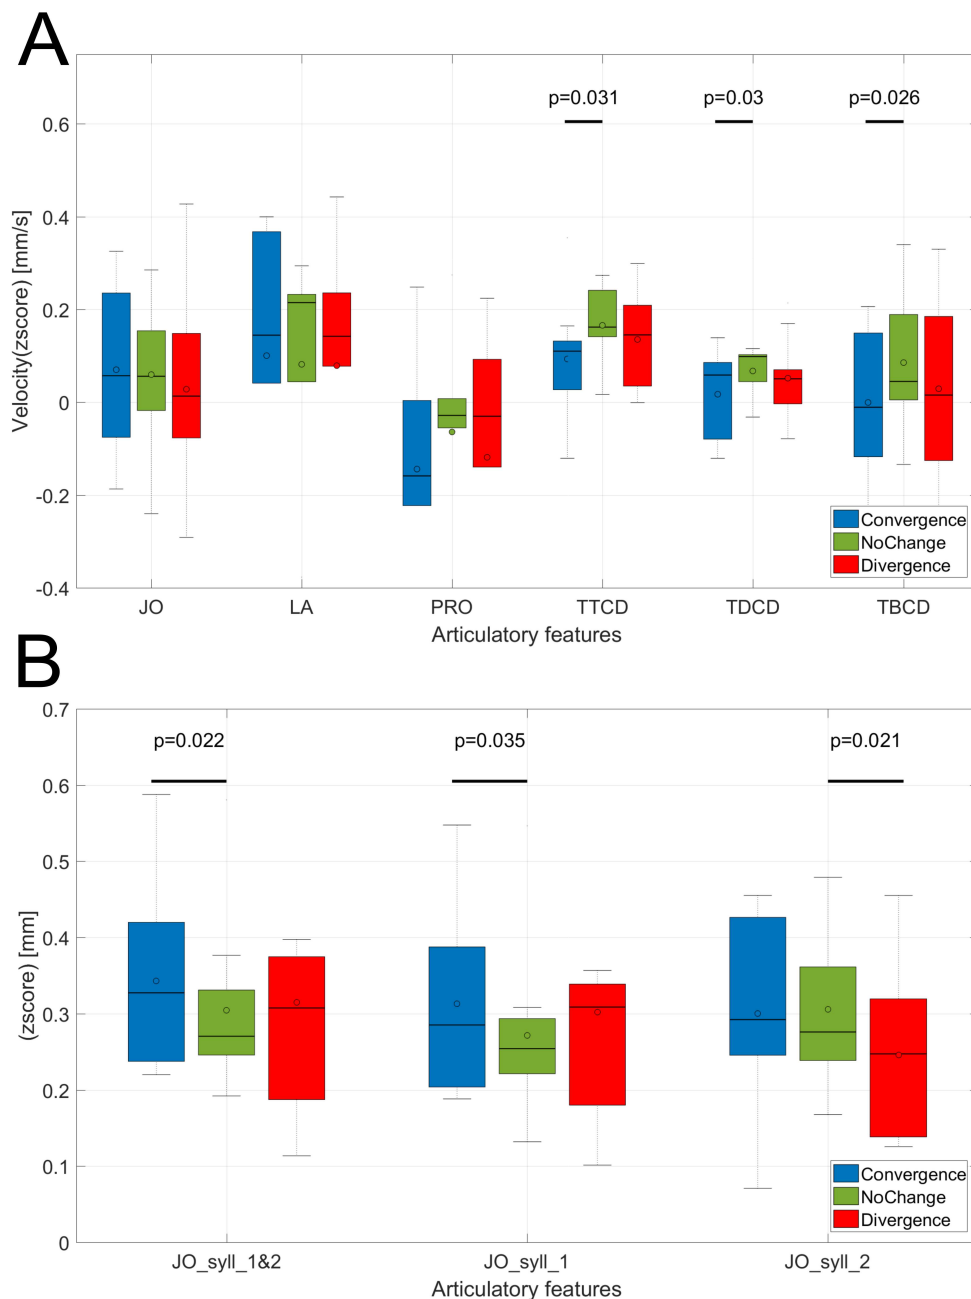 A
p=0.031 p=0.03 p=0.026
0.6
0.4
0.2
0
-0.2
-0.4
Velocity(zscore) [mm/s]
Convergence
NoChange
Divergence
JO LA PRO TTCD TDCD TBCD
Articulatory features
B
0.7
p=0.022 p=0.035 p=0.021
0.6
0.5
0.4
0.3
0.2
0.1
0
(zscore) [mm]
Convergence
NoChange
Divergence
JO_syll_1&2 JO_syll_1 JO_syll_2
Articulatory features